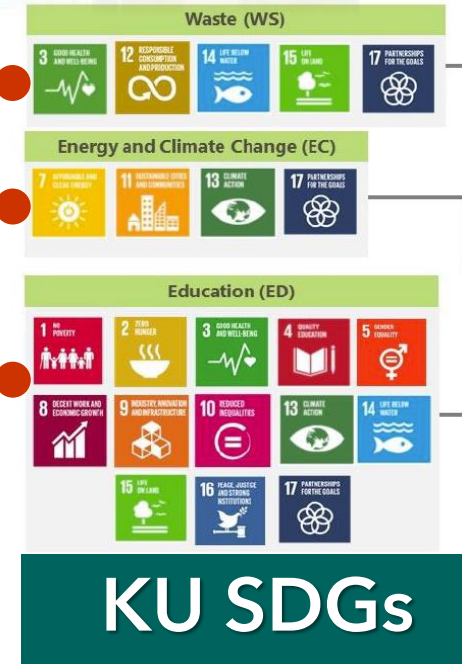 Waste (WS)
3 GOOD HEALTH AND WELL-BEING
12 RESPONSIBLE CONSUMPTION AND PRODUCTION
14 LIFE BELOW WATER
15 LIFE ON LAND
17 PARTNERSHIPS FOR THE GOALS
Energy and Climate Change (EC)
7 AFFORDABLE AND CLEAN ENERGY
11 SUSTAINABLE CITIES AND COMMUNITIES
13 CLIMATE ACTION
17 PARTNERSHIPS FOR THE GOALS
Education (ED)
1 NO POVERTY
2 ZERO HUNGER
3 GOOD HEALTH AND WELL-BEING
4 QUALITY EDUCATION
5 GENDER EQUALITY
8 DECENT WORK AND ECONOMIC GROWTH
9 INDUSTRY, INNOVATION AND INFRASTRUCTURE
10 REDUCED INEQUALITIES
13 CLIMATE ACTION
14 LIFE BELOW WATER
15 LIFE ON LAND
16 PEACE, JUSTICE AND STRONG INSTITUTIONS
17 PARTNERSHIPS FOR THE GOALS
KU SDGs